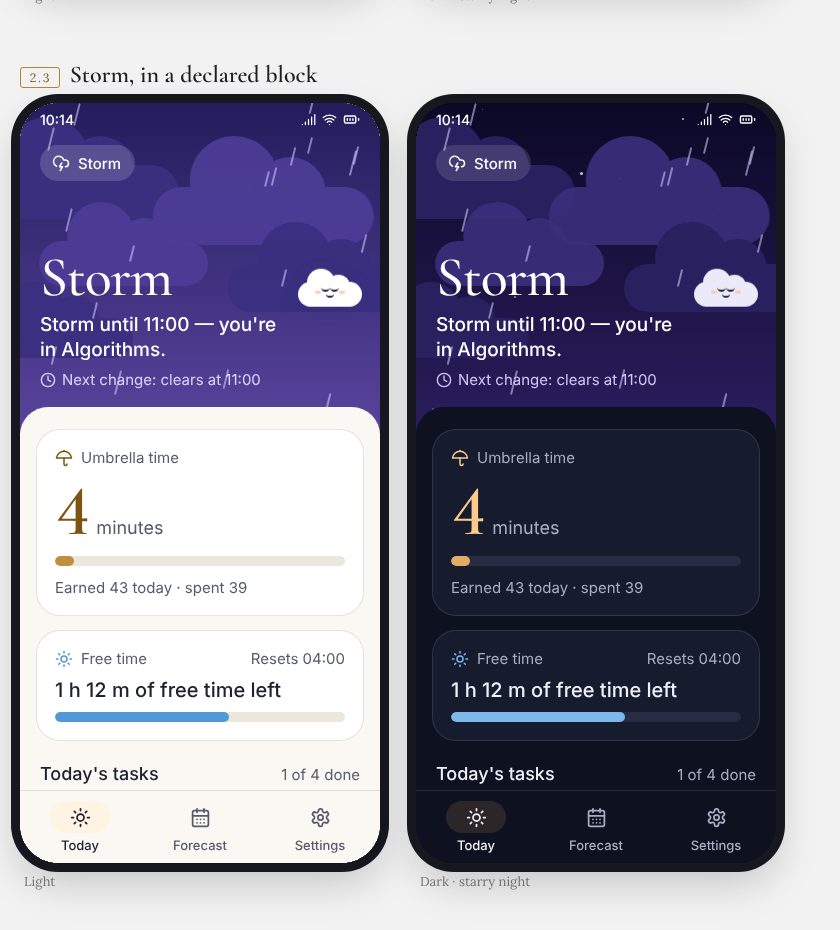 2.3 Storm, in a declared block
10:14
Storm
Storm
Storm until 11:00 — you're
in Algorithms.
Next change: clears at 11:00
Umbrella time
4 minutes
Earned 43 today · spent 39
Free time Resets 04:00
1 h 12 m of free time left
Today's tasks 1 of 4 done
Today Forecast Settings
Light
10:14
Storm
Storm
Storm until 11:00 — you're
in Algorithms.
Next change: clears at 11:00
Umbrella time
4 minutes
Earned 43 today · spent 39
Free time Resets 04:00
1 h 12 m of free time left
Today's tasks 1 of 4 done
Today Forecast Settings
Dark · starry night